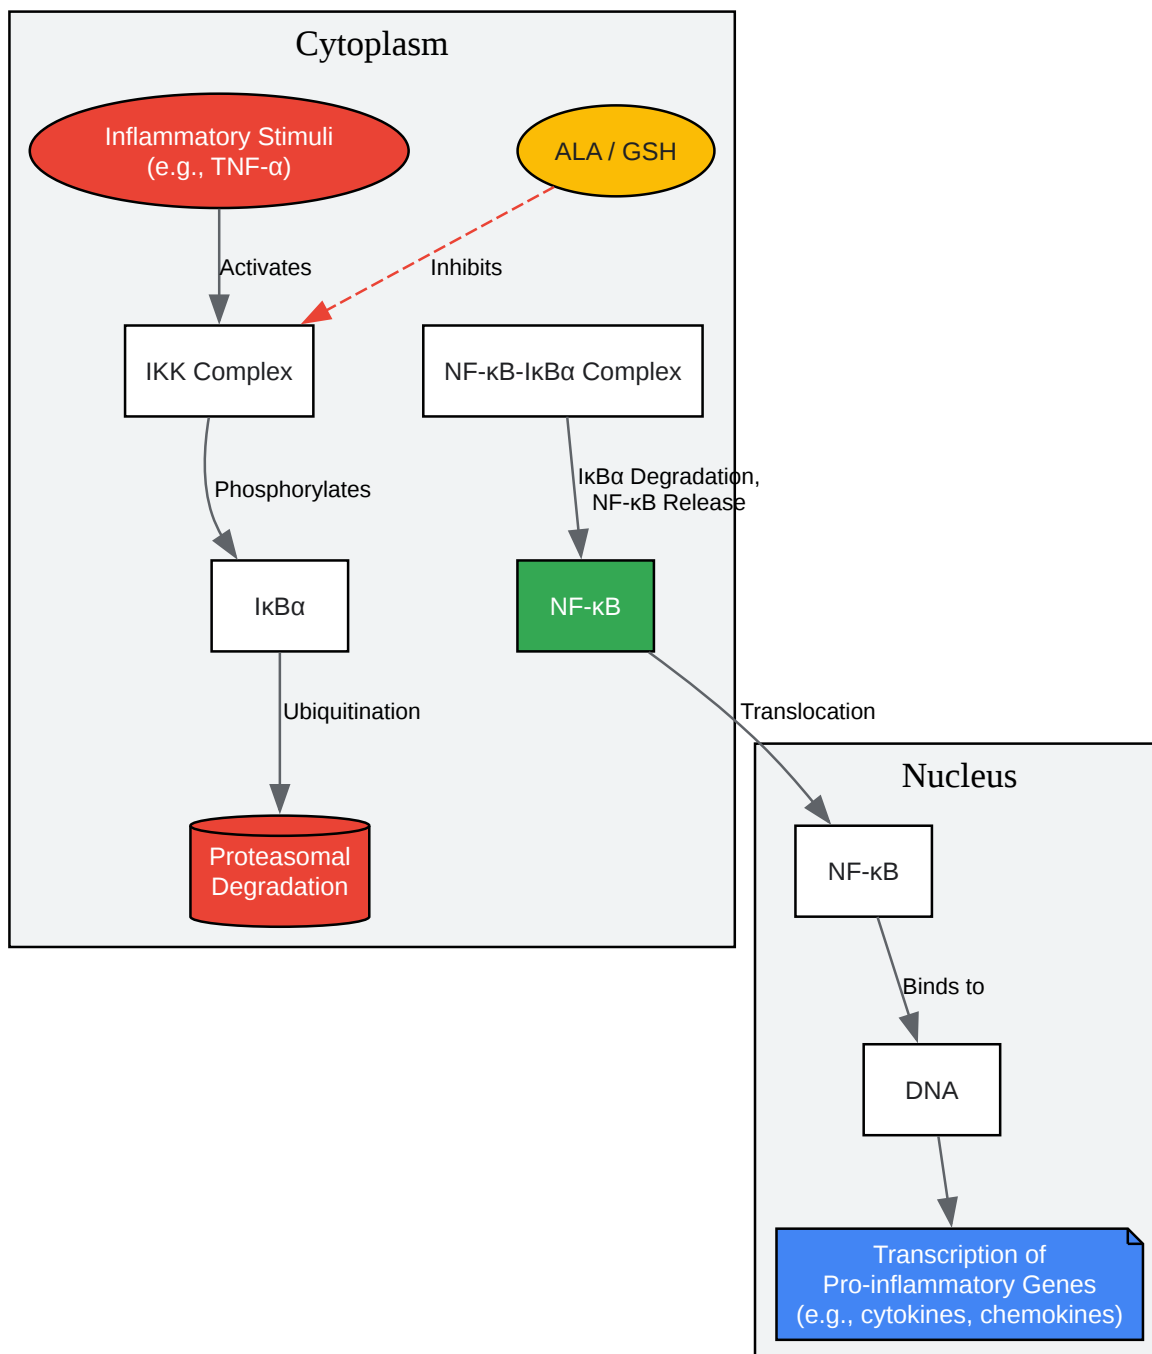 Cytoplasm
Inflammatory Stimuli
(e.g., TNF-α)
ALA / GSH
Activates
Inhibits
IKK Complex
NF-κB-IκBα Complex
Phosphorylates
IκBα Degradation,
NF-κB Release
IκBα
NF-κB
Ubiquitination
Translocation
Proteasomal
Degradation
Nucleus
NF-κB
Binds to
DNA
Transcription of
Pro-inflammatory Genes
(e.g., cytokines, chemokines)